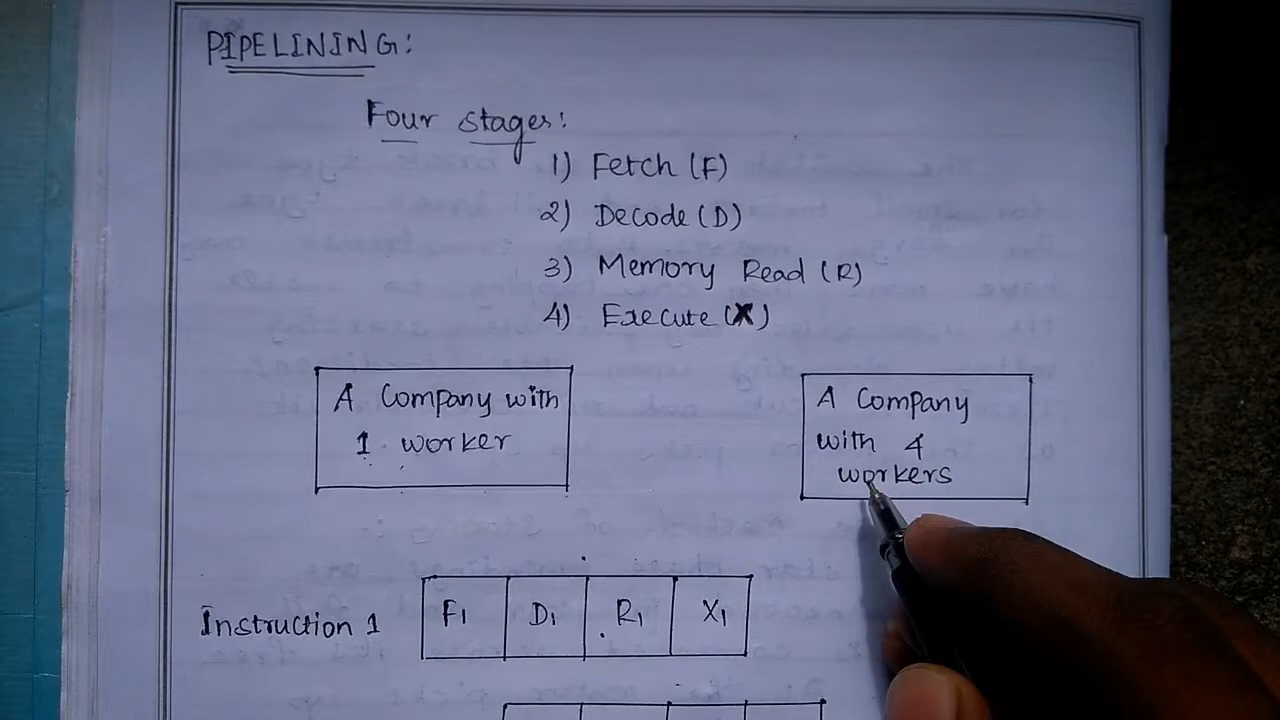 PIPELINING:
Four stages:
1) Fetch (F)
2) Decode (D)
3) Memory Read (R)
4) Execute (X)
A Company with
1 worker
A Company
with 4
workers
Instruction 1
F1 D1 R1 X1